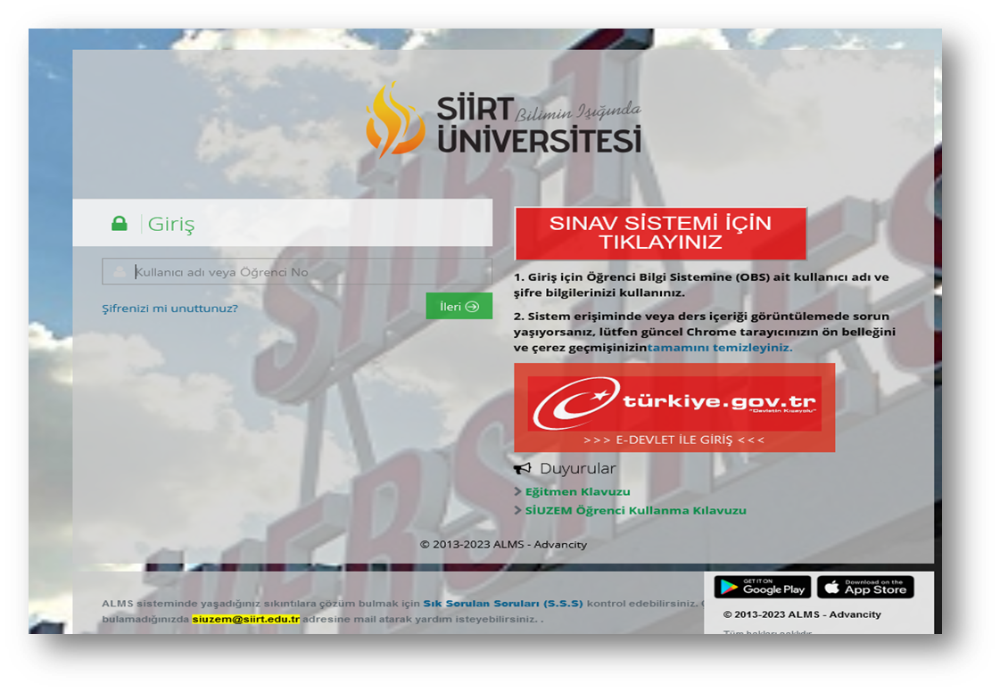 SİİRT Bilimin Işığında
ÜNİVERSİTESİ
Giriş
Kullanıcı adı veya Öğrenci No
Şifrenizi mi unuttunuz?
İleri
SINAV SİSTEMİ İÇİN
TIKLAYINIZ
1. Giriş için Öğrenci Bilgi Sistemine (OBS) ait kullanıcı adı ve
şifre bilgilerinizi kullanınız.
2. Sistem erişiminde veya ders içeriği görüntülemede sorun
yaşıyorsanız, lütfen güncel Chrome tarayıcınızın ön belleğini
ve çerez geçmişinizintamamını temizleyiniz.
türkiye.gov.tr
"Devletin Kısayolu"
>>> E-DEVLET İLE GİRİŞ <<<
Duyurular
Eğitmen Klavuzu
SİUZEM Öğrenci Kullanma Kılavuzu
© 2013-2023 ALMS - Advancity
ALMS sisteminde yaşadığınız sıkıntılara çözüm bulmak için Sık Sorulan Soruları (S.S.S) kontrol edebilirsiniz.
bulamadığınızda siuzem@siirt.edu.tr adresine mail atarak yardım isteyebilirsiniz. .
GET IT ON
Google Play
Download on the
App Store
© 2013-2023 ALMS - Advancity
Tüm hakları saklıdır